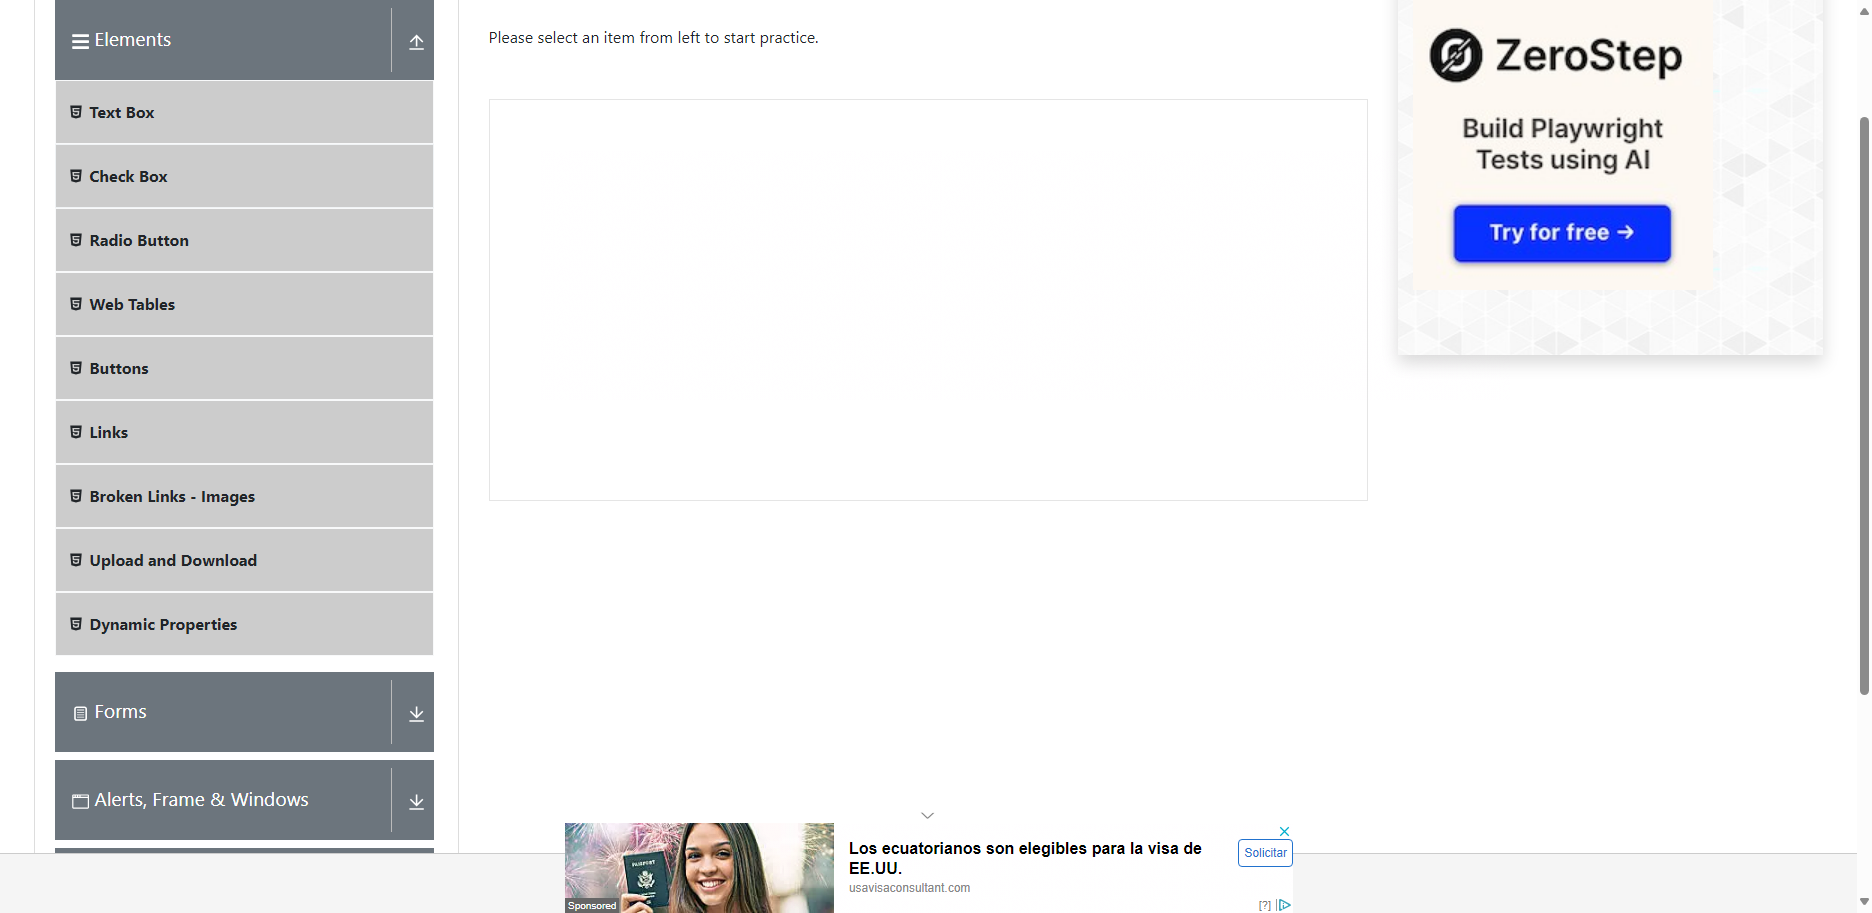 Elements
Text Box
Check Box
Radio Button
Web Tables
Buttons
Links
Broken Links - Images
Upload and Download
Dynamic Properties
Forms
Alerts, Frame & Windows
Please select an item from left to start practice.
ZeroStep
Build Playwright
Tests using AI
Try for free →
PASSPORT
Sponsored
Los ecuatorianos son elegibles para la visa de
EE.UU.
usavisaconsultant.com
Solicitar
[?]